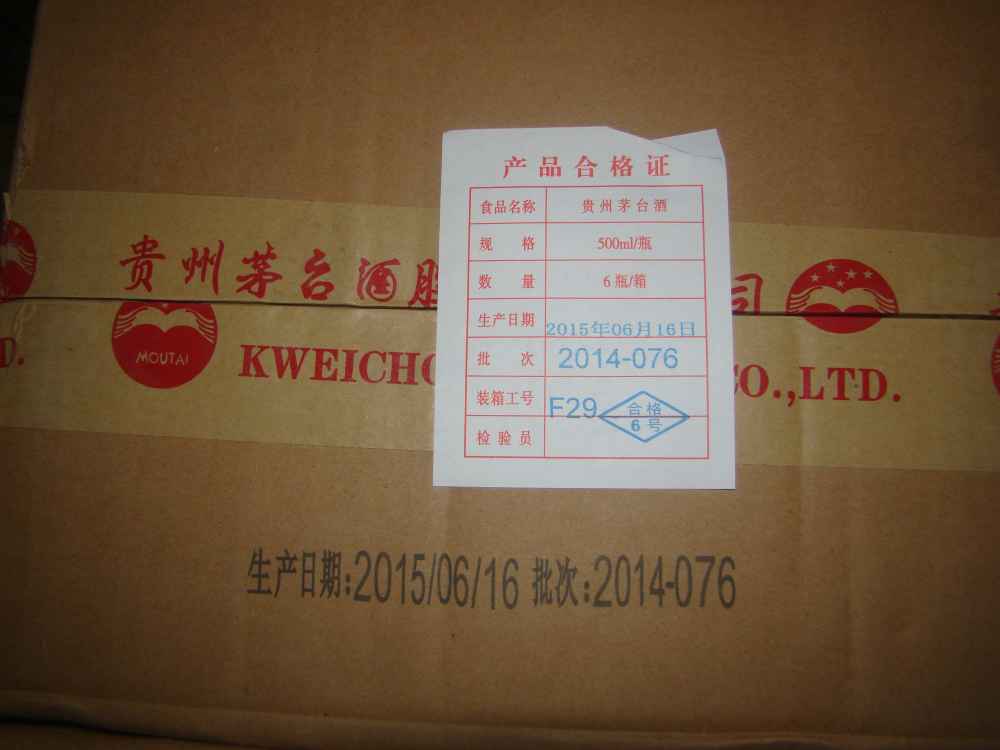 产品合格证
食品名称 贵州茅台酒
规 格 500ml/瓶
数 量 6瓶/箱
生产日期 2015年06月16日
批 次 2014-076
装箱工号 F29
检验员 合格 6号
贵州茅台酒股 司
MOUTAI
KWEICHO O.,LTD.
D.
生产日期:2015/06/16 批次:2014-076